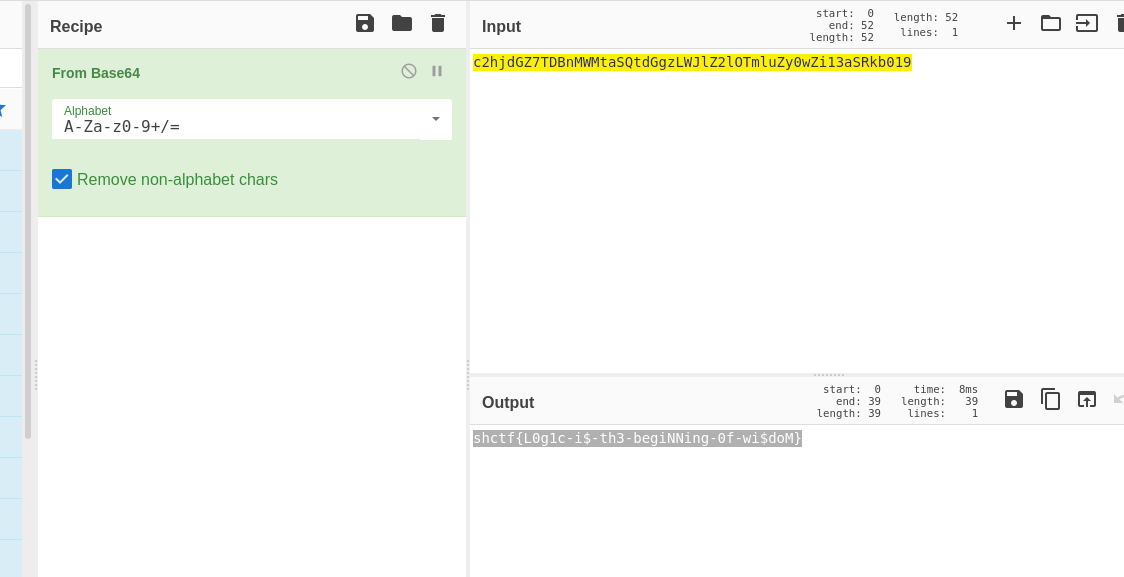 Recipe
From Base64
Alphabet
A-Za-z0-9+/=
Remove non-alphabet chars
Input
start: 0
end: 52
length: 52
length: 52
lines: 1
c2hjdGZ7TDBnMWMtaSQtdGgzLWJlZ2lOTmluZy0wZi13aSRkb019
Output
start: 0
end: 39
length: 39
time: 8ms
length: 39
lines: 1
shctf{L0g1c-i$-th3-begiNNing-0f-wi$doM}